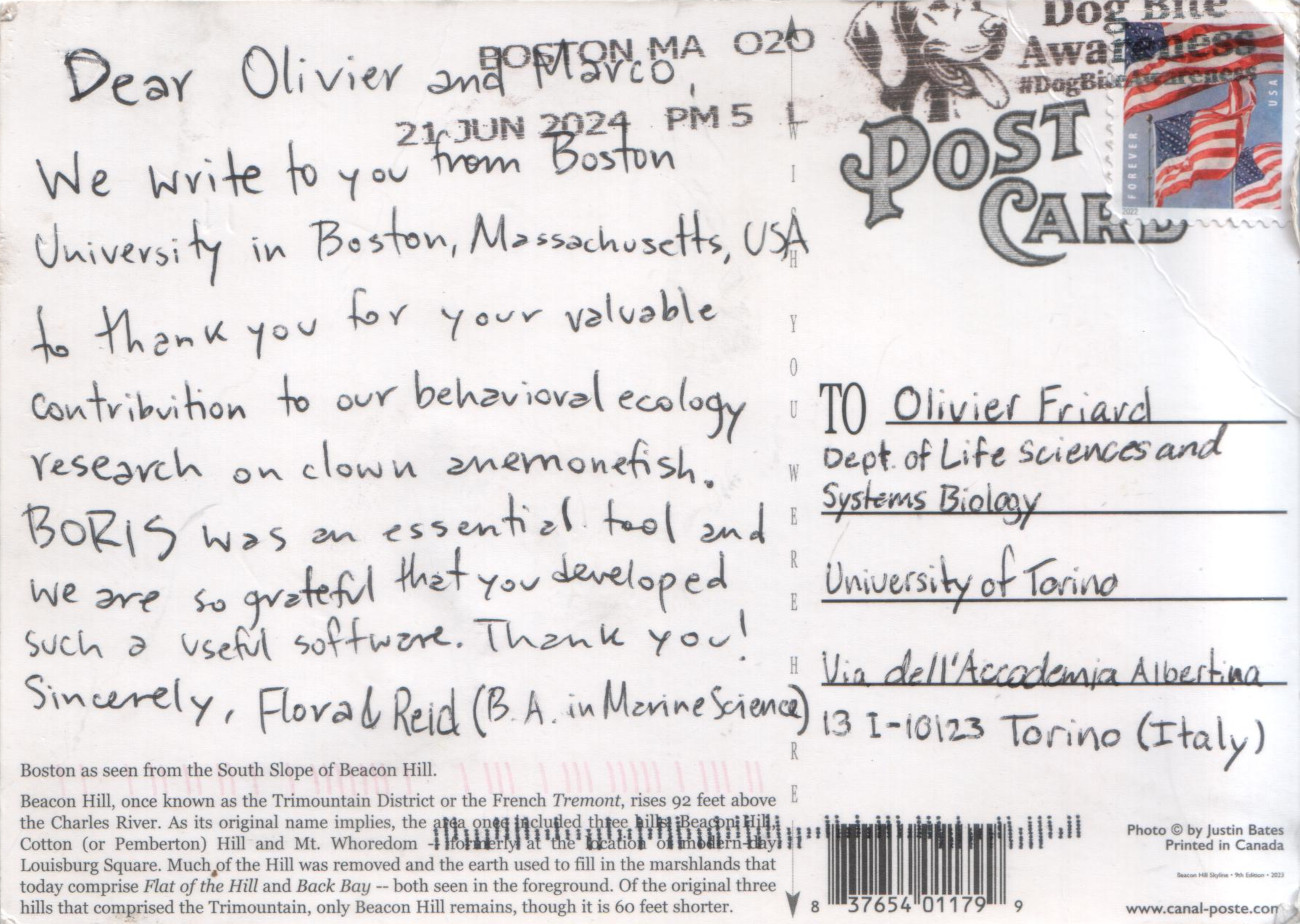 Dear Olivier and Marco,
We write to you from Boston
University in Boston, Massachusetts, USA
to thank you for your valuable
contribuition to our behavioral ecology
research on clown anemonefish.
BORIS was an essential tool and
we are so grateful that you developed
such a useful software. Thank you!
Sincerely, Flora & Reid (B.A. in Marine Science)
Boston as seen from the South Slope of Beacon Hill.
Beacon Hill, once known as the Trimountain District or the French Tremont, rises 92 feet above
the Charles River. As its original name implies, the area once included three hills: Beacon Hill,
Cotton (or Pemberton) Hill and Mt. Whoredom -- formerly at the location of modern-day
Louisburg Square. Much of the Hill was removed and the earth used to fill in the marshlands that
today comprise Flat of the Hill and Back Bay -- both seen in the foreground. Of the original three
hills that comprised the Trimountain, only Beacon Hill remains, though it is 60 feet shorter.
BOSTON MA 020
21 JUN 2024 PM 5 L
WISH YOU WERE HERE
Dog Bite
Awareness
#DogBiteAwareness
FOREVER
USA
2022
POST
CARD
TO Olivier Friard
Dept. of Life Sciences and
Systems Biology
University of Torino
Via dell'Accademia Albertina
13 I-10123 Torino (Italy)
8 37654 01179 9
Photo © by Justin Bates
Printed in Canada
Beacon Hill Skyline • 9th Edition • 2023
www.canal-poste.com